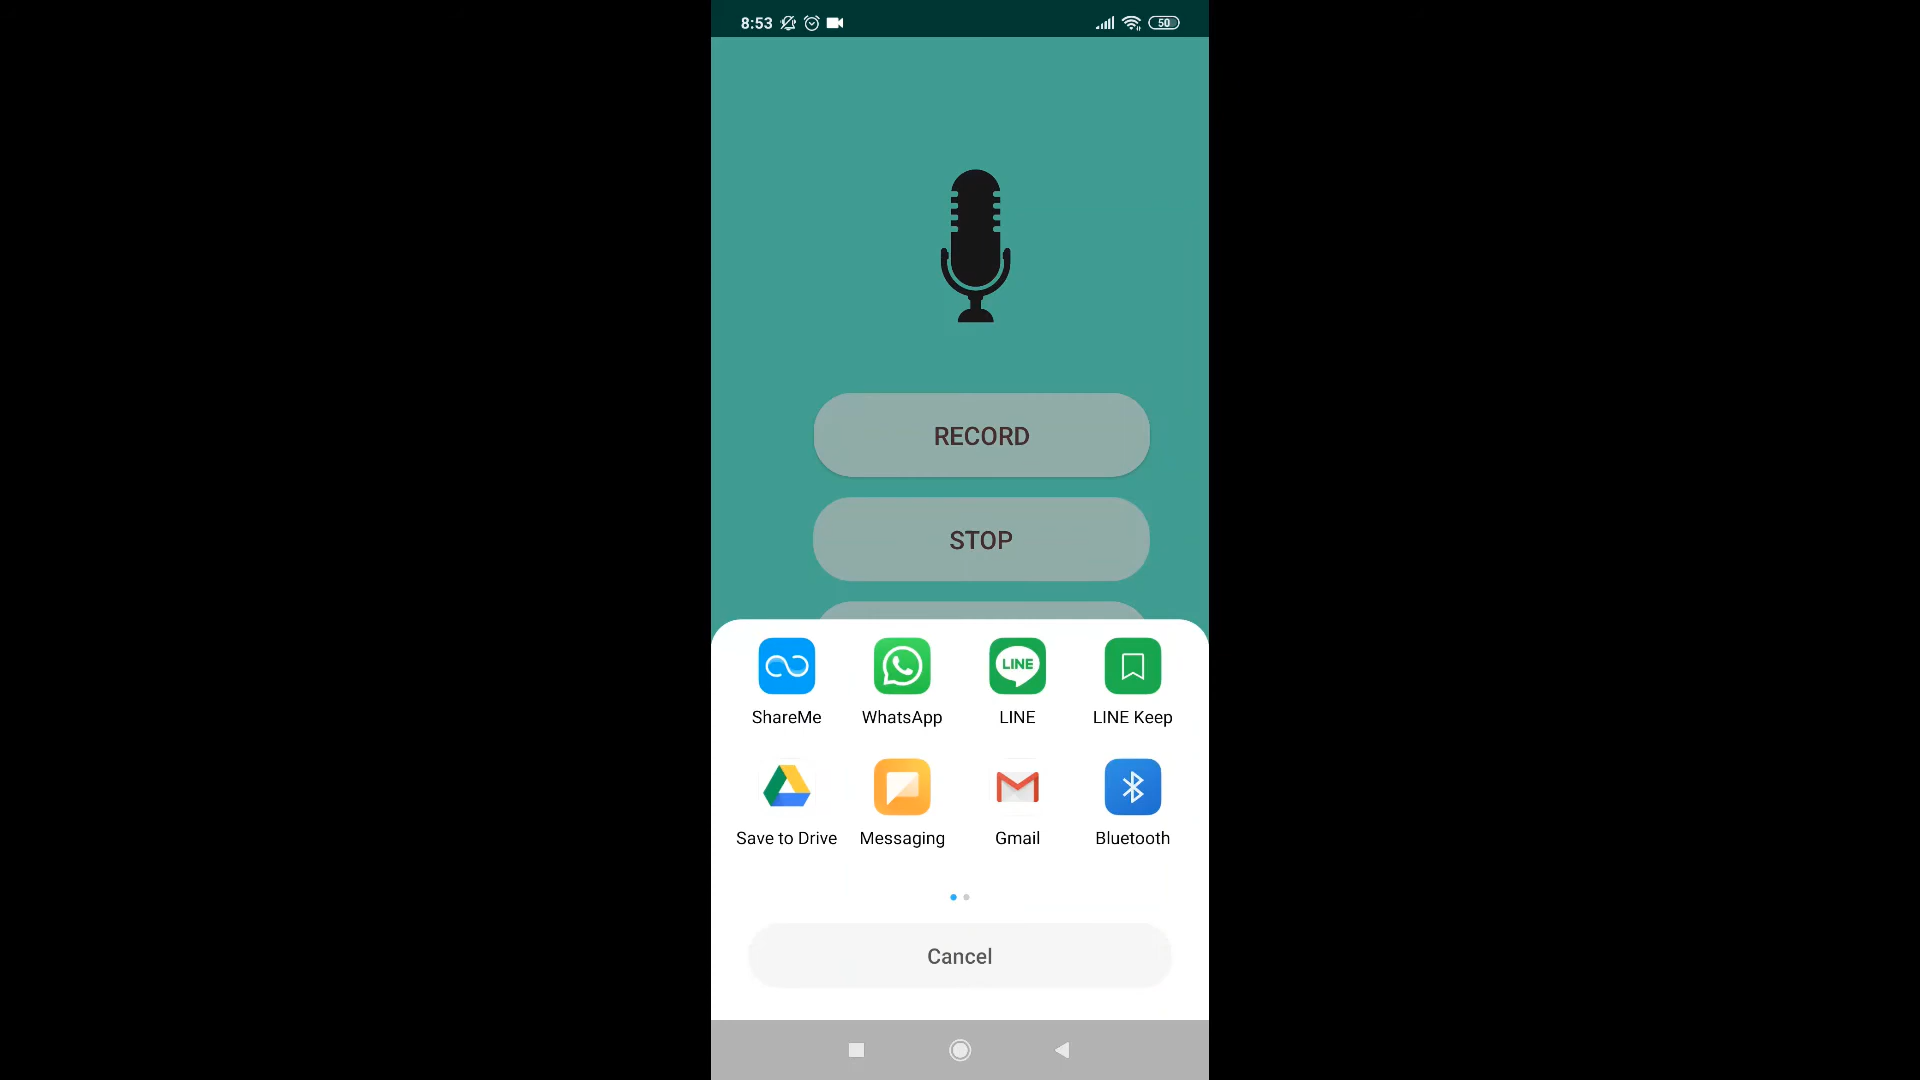 8:53
50
RECORD
STOP
LINE
ShareMe WhatsApp LINE LINE Keep
Save to Drive Messaging Gmail Bluetooth
Cancel